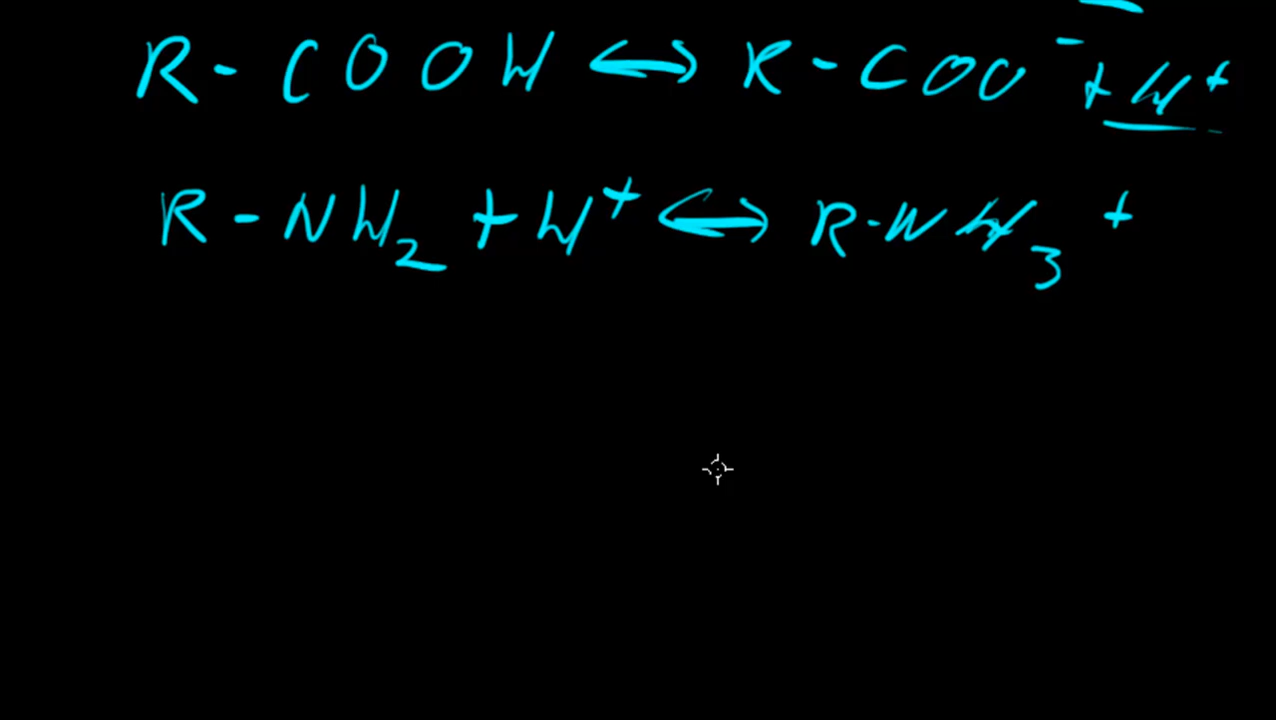 R - COOH ↔ R - COO⁻ + H⁺
R - NH₂ + H⁺ ↔ R - NH₃⁺